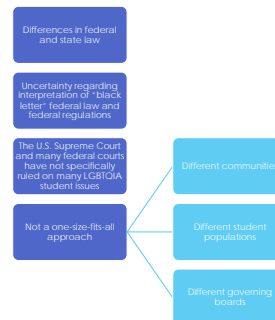 Differences in federal
and state law
Uncertainty regarding
interpretation of "black
letter" federal law and
federal regulations
The U.S. Supreme Court
and many federal courts
have not specifically
ruled on many LGBTQIA
student issues
Not a one-size-fits-all
approach
Different communitie
Different student
populations
Different governing
boards